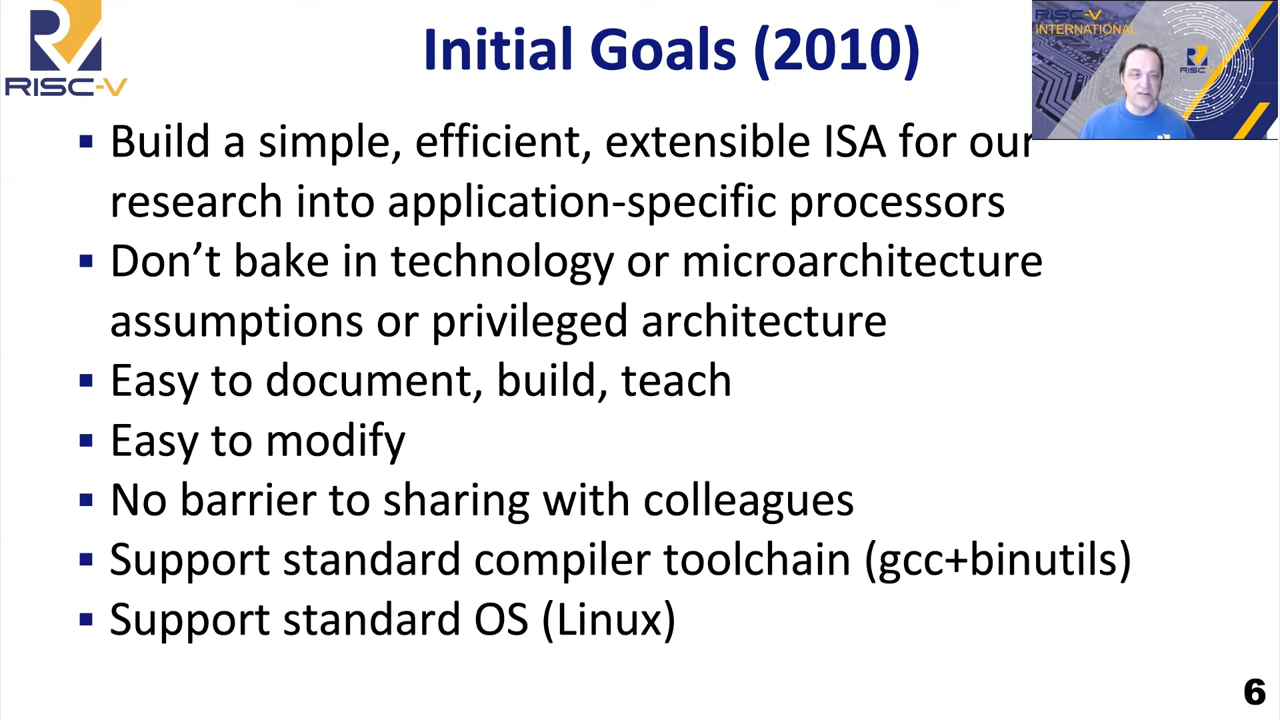 RISC-V
Initial Goals (2010)
RISC-V
INTERNATIONAL
RISC-V
▪ Build a simple, efficient, extensible ISA for our
research into application-specific processors
▪ Don’t bake in technology or microarchitecture
assumptions or privileged architecture
▪ Easy to document, build, teach
▪ Easy to modify
▪ No barrier to sharing with colleagues
▪ Support standard compiler toolchain (gcc+binutils)
▪ Support standard OS (Linux)
6